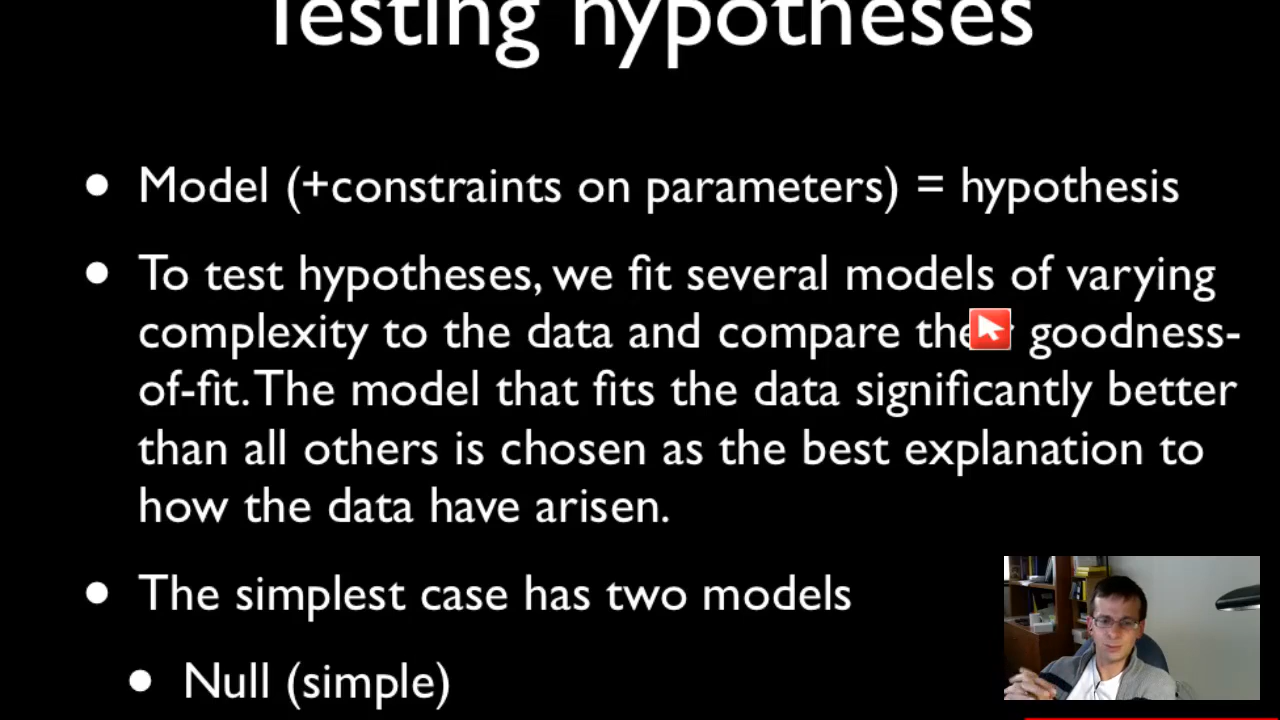 Testing hypotheses
• Model (+constraints on parameters) = hypothesis
• To test hypotheses, we fit several models of varying
complexity to the data and compare their goodness-
of-fit. The model that fits the data significantly better
than all others is chosen as the best explanation to
how the data have arisen.
• The simplest case has two models
• Null (simple)